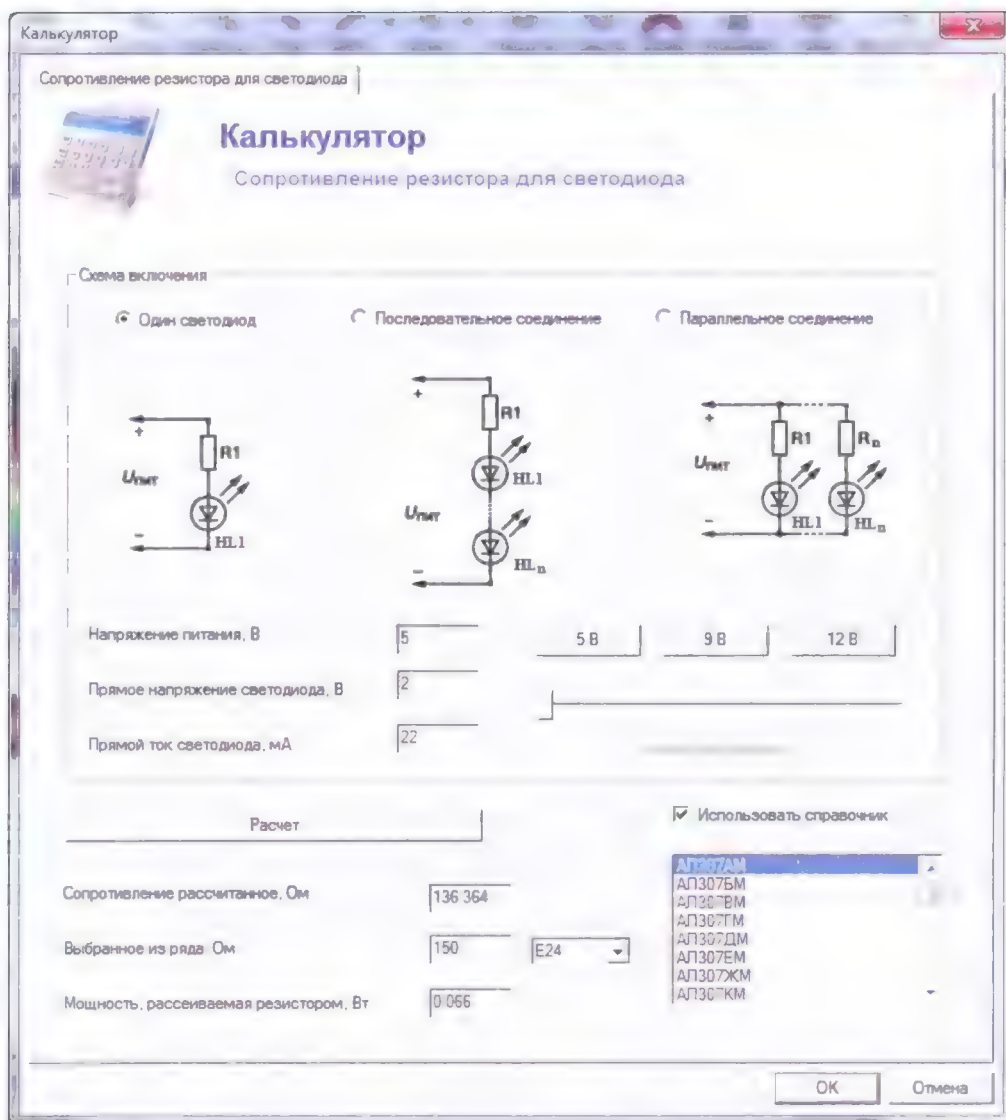 Калькулятор
Сопротивление резистора для светодиода
Калькулятор
Сопротивление резистора для светодиода
Схема включения
Один светодиод
Последовательное соединение
Параллельное соединение
+
R1
Uпит
HL1
−
+
R1
HL1
Uпит
HLn
−
+
R1
Rn
Uпит
HL1
HLn
−
Напряжение питания, В 5 5 В 9 В 12 В
Прямое напряжение светодиода, В 2
Прямой ток светодиода, мА 22
Расчет
Использовать справочник
АЛ307АМ
АЛ307БМ
АЛ307ВМ
АЛ307ГМ
АЛ307ДМ
АЛ307ЕМ
АЛ307ЖМ
АЛ307КМ
Сопротивление рассчитанное, Ом 136.364
Выбранное из ряда, Ом 150 E24
Мощность, рассеиваемая резистором, Вт 0.066
OK Отмена